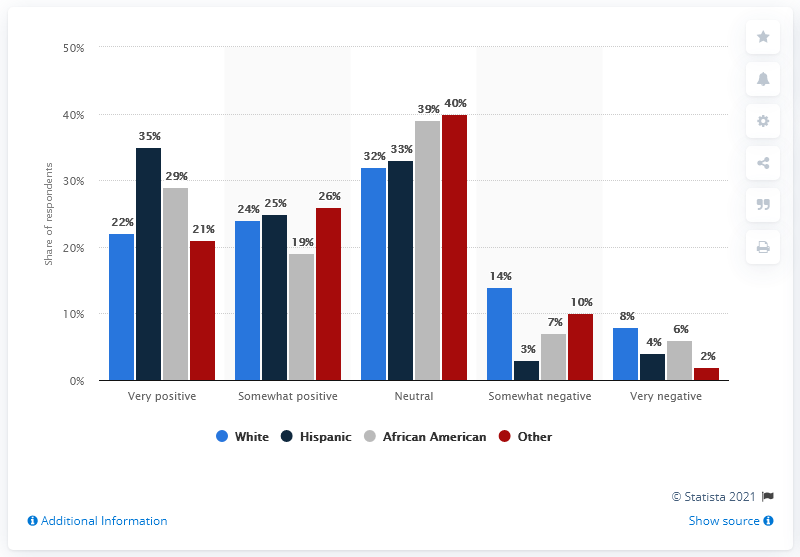 50%
40%
30%
20%
10%
0%
Share of respondents
22% 35% 29% 21%
24% 25% 19% 26%
32% 33% 39% 40%
14% 3% 7% 10%
8% 4% 6% 2%
Very positive Somewhat positive Neutral Somewhat negative Very negative
White Hispanic African American Other
© Statista 2021
Additional Information Show source